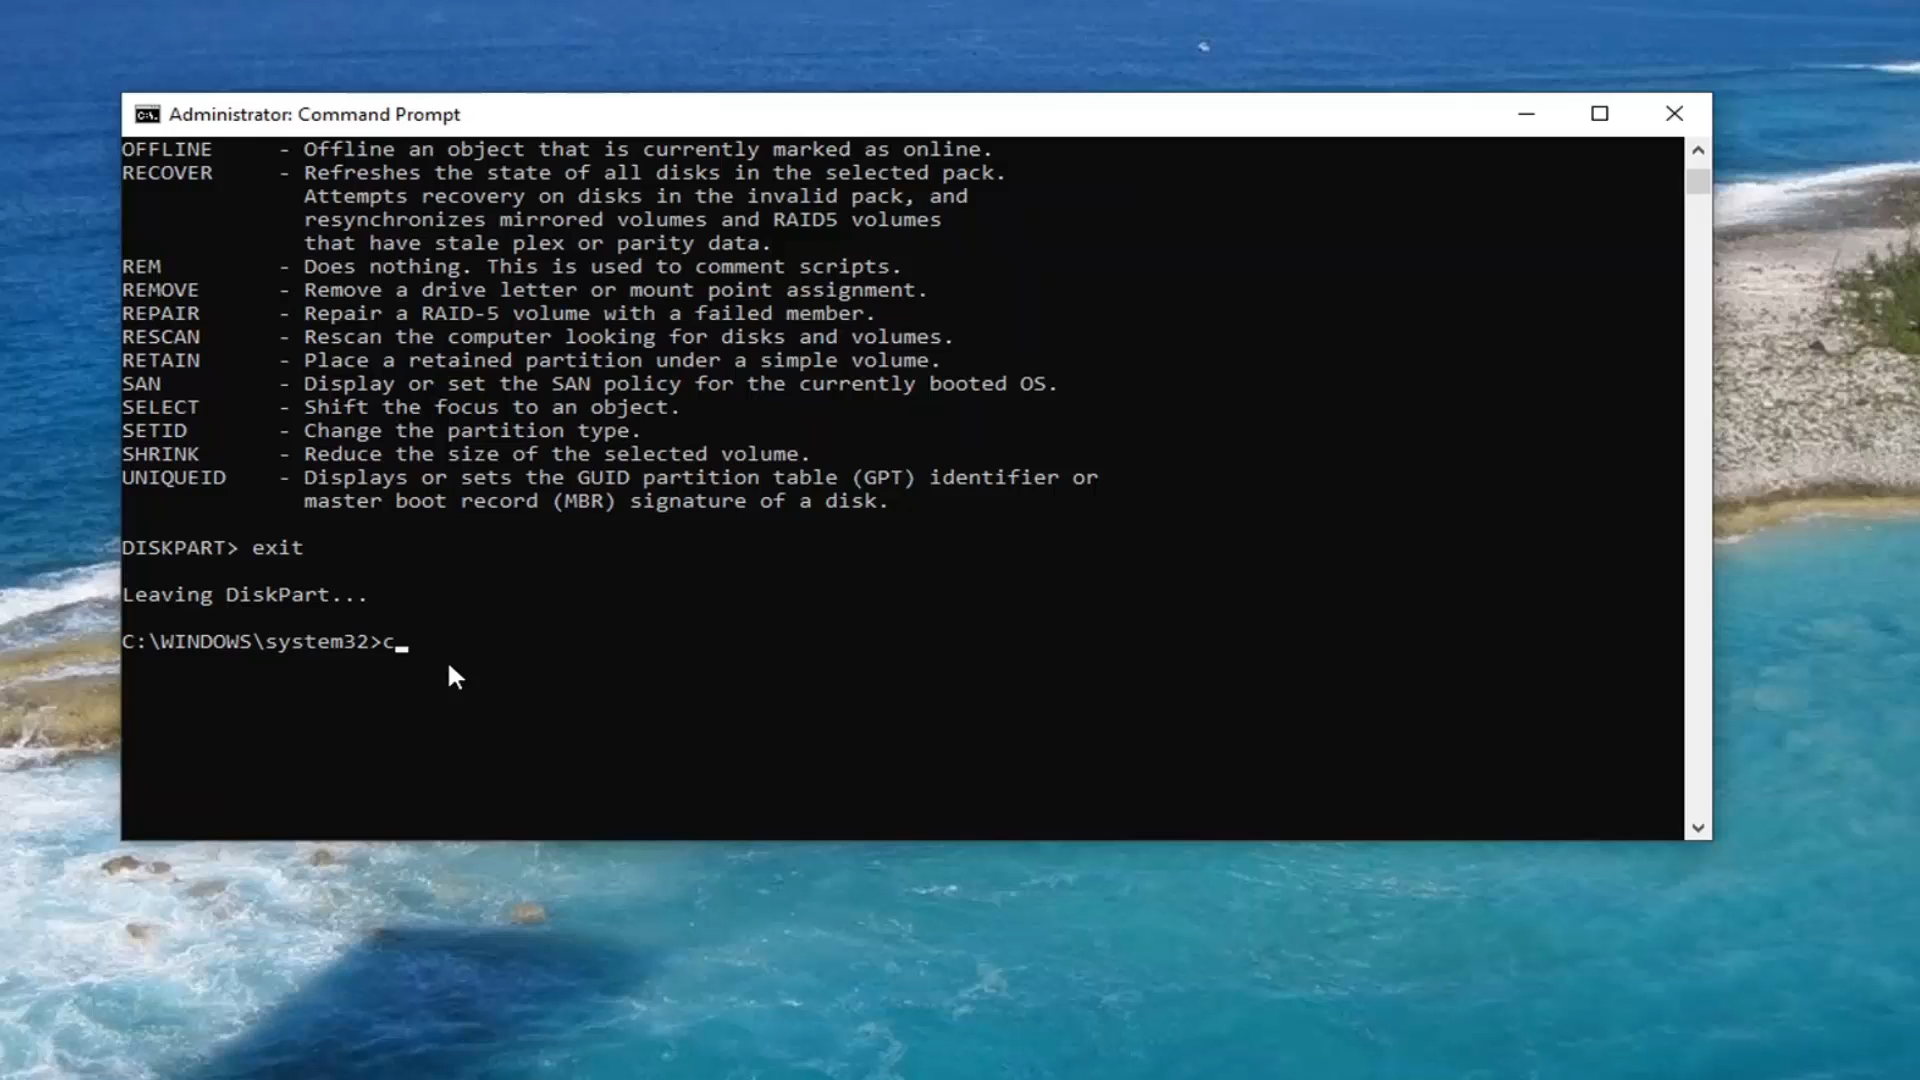 Administrator: Command Prompt
OFFLINE - Offline an object that is currently marked as online.
RECOVER - Refreshes the state of all disks in the selected pack.
Attempts recovery on disks in the invalid pack, and
resynchronizes mirrored volumes and RAID5 volumes
that have stale plex or parity data.
REM - Does nothing. This is used to comment scripts.
REMOVE - Remove a drive letter or mount point assignment.
REPAIR - Repair a RAID-5 volume with a failed member.
RESCAN - Rescan the computer looking for disks and volumes.
RETAIN - Place a retained partition under a simple volume.
SAN - Display or set the SAN policy for the currently booted OS.
SELECT - Shift the focus to an object.
SETID - Change the partition type.
SHRINK - Reduce the size of the selected volume.
UNIQUEID - Displays or sets the GUID partition table (GPT) identifier or
master boot record (MBR) signature of a disk.
DISKPART> exit
Leaving DiskPart...
C:\WINDOWS\system32>c